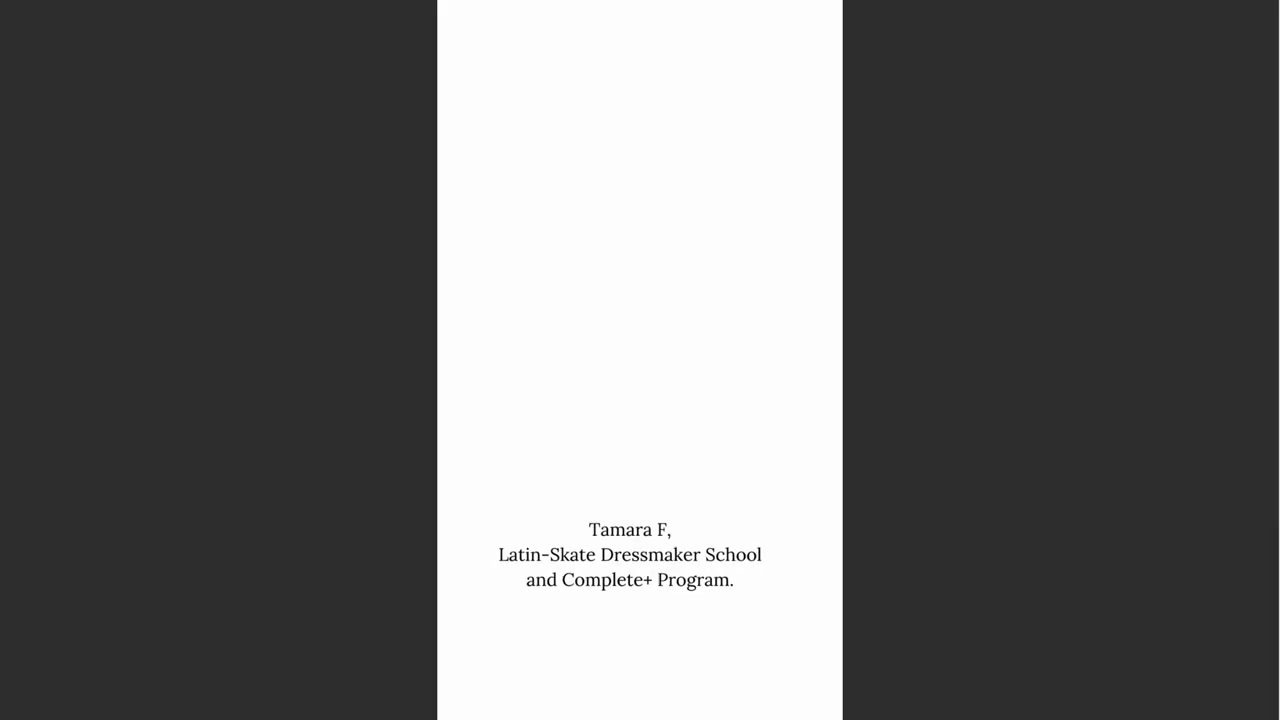 Tamara F,
Latin-Skate Dressmaker School
and Complete+ Program.